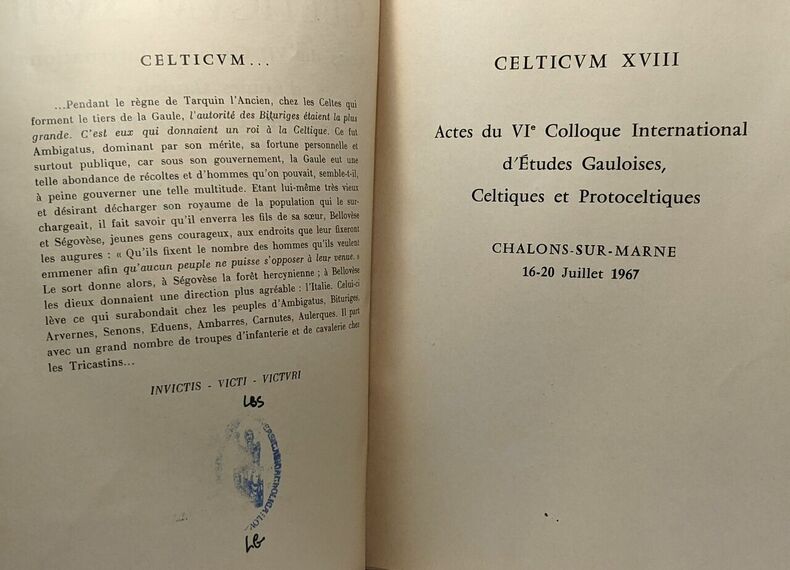 CELTICVM...
...Pendant le règne de Tarquin l'Ancien, chez les Celtes qui
forment le tiers de la Gaule, l'autorité des Bituriges étaient la plus
grande. C'est eux qui donnaient un roi à la Celtique. Ce fut
Ambigatus, dominant par son mérite, sa fortune personnelle et
surtout publique, car sous son gouvernement, la Gaule eut une
telle abondance de récoltes et d'hommes qu'on pouvait, semble-t-il,
à peine gouverner une telle multitude. Etant lui-même très vieux
et désirant décharger son royaume de la population qui le sur-
chargeait, il fait savoir qu'il enverra les fils de sa sœur, Bellovèse
et Ségovèse, jeunes gens courageux, aux endroits que leur fixeront
les augures : « Qu'ils fixent le nombre des hommes qu'ils veulent
emmener afin qu'aucun peuple ne puisse s'opposer à leur venue. »
Le sort donne alors, à Ségovèse la forêt hercynienne ; à Bellovèse
les dieux donnaient une direction plus agréable : l'Italie. Celui-ci
lève ce qui surabondait chez les peuples d'Ambigatus, Bituriges,
Arvernes, Senons, Eduens, Ambarres, Carnutes, Aulerques. Il part
avec un grand nombre de troupes d'infanterie et de cavalerie chez
les Tricastins...
INVICTIS - VICTI - VICTVRI
LBS
LB
CELTICVM XVIII
Actes du VIe Colloque International
d'Études Gauloises,
Celtiques et Protoceltiques
CHALONS-SUR-MARNE
16-20 Juillet 1967